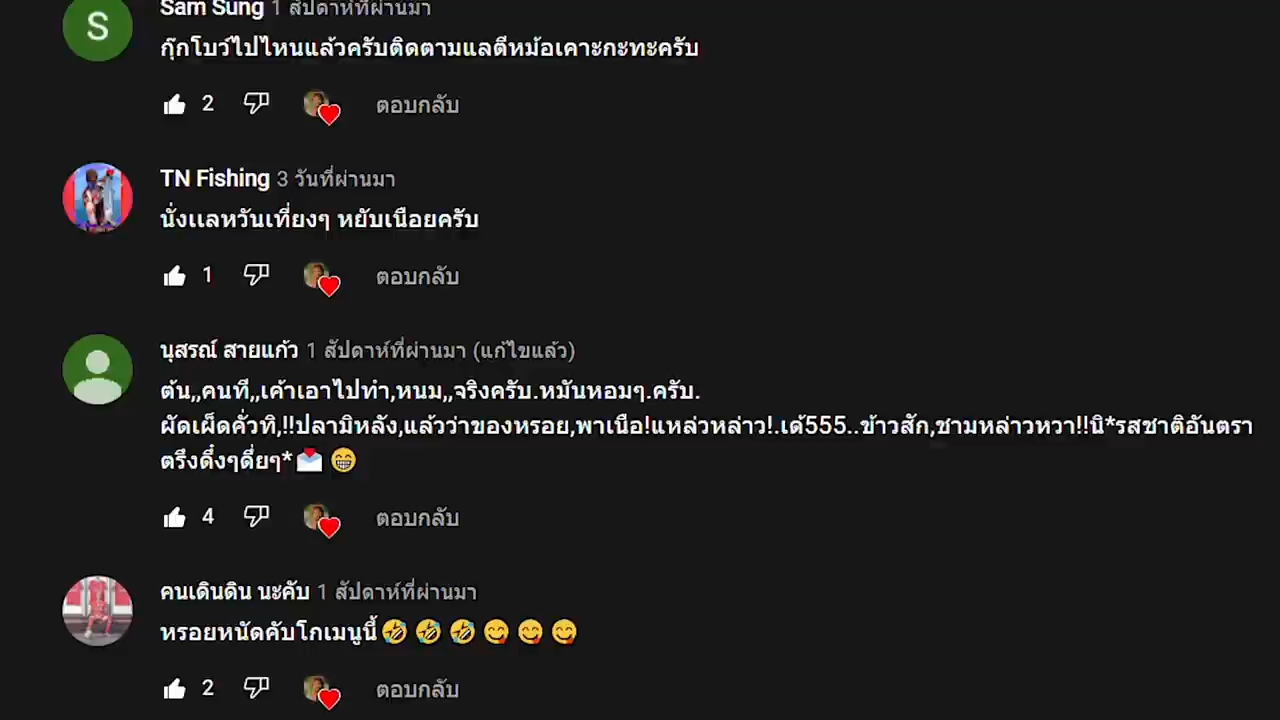 Sam Sung 1 สัปดาห์ที่ผ่านมา
กุ๊กโบว์ไปไหนแล้วครับติดตามแลตีหม้อเคาะกะทะครับ
2 ตอบกลับ
TN Fishing 3 วันที่ผ่านมา
นั่งแลหวันเที่ยงๆ หยับเนือยครับ
1 ตอบกลับ
นุสรณ์ สายแก้ว 1 สัปดาห์ที่ผ่านมา (แก้ไขแล้ว)
ต้น,,คนที,,เค้าเอาไปทำ,หนม,,จริงครับ.หมันหอมๆ.ครับ.
ผัดเผ็ดคั่วทิ,!!ปลามิหลัง,แล้วว่าของหรอย,พาเนือ!แหล่วหล่าว!.เด้555..ข้าวสัก,ชามหล่าวหวา!!นิ*รสชาติอันตรา
ตรึงดึ๋งๆดี่ยๆ*💌😁
4 ตอบกลับ
คนเดินดิน นะคับ 1 สัปดาห์ที่ผ่านมา
หรอยหนัดคับโกเมนูนี้🤣🤣🤣😋😋😋
2 ตอบกลับ
S